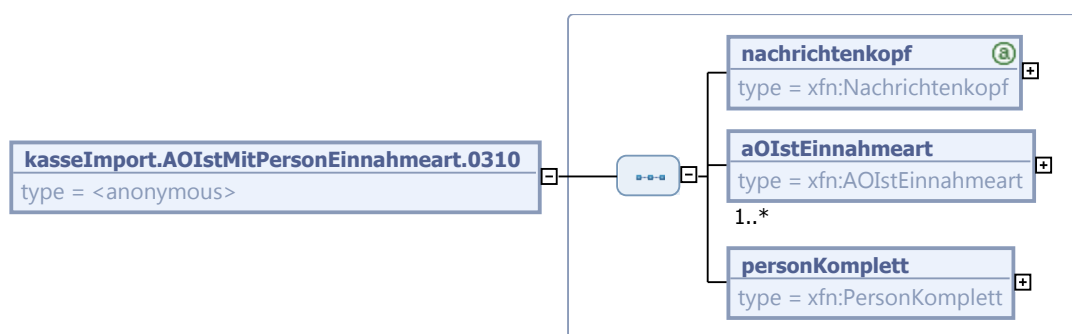 nachrichtenkopf
type = xfn:Nachrichtenkopf
kasseImport.AOIstMitPersonEinnahmeart.0310
type = <anonymous>
aOIstEinnahmeart
type = xfn:AOIstEinnahmeart
1..*
personKomplett
type = xfn:PersonKomplett